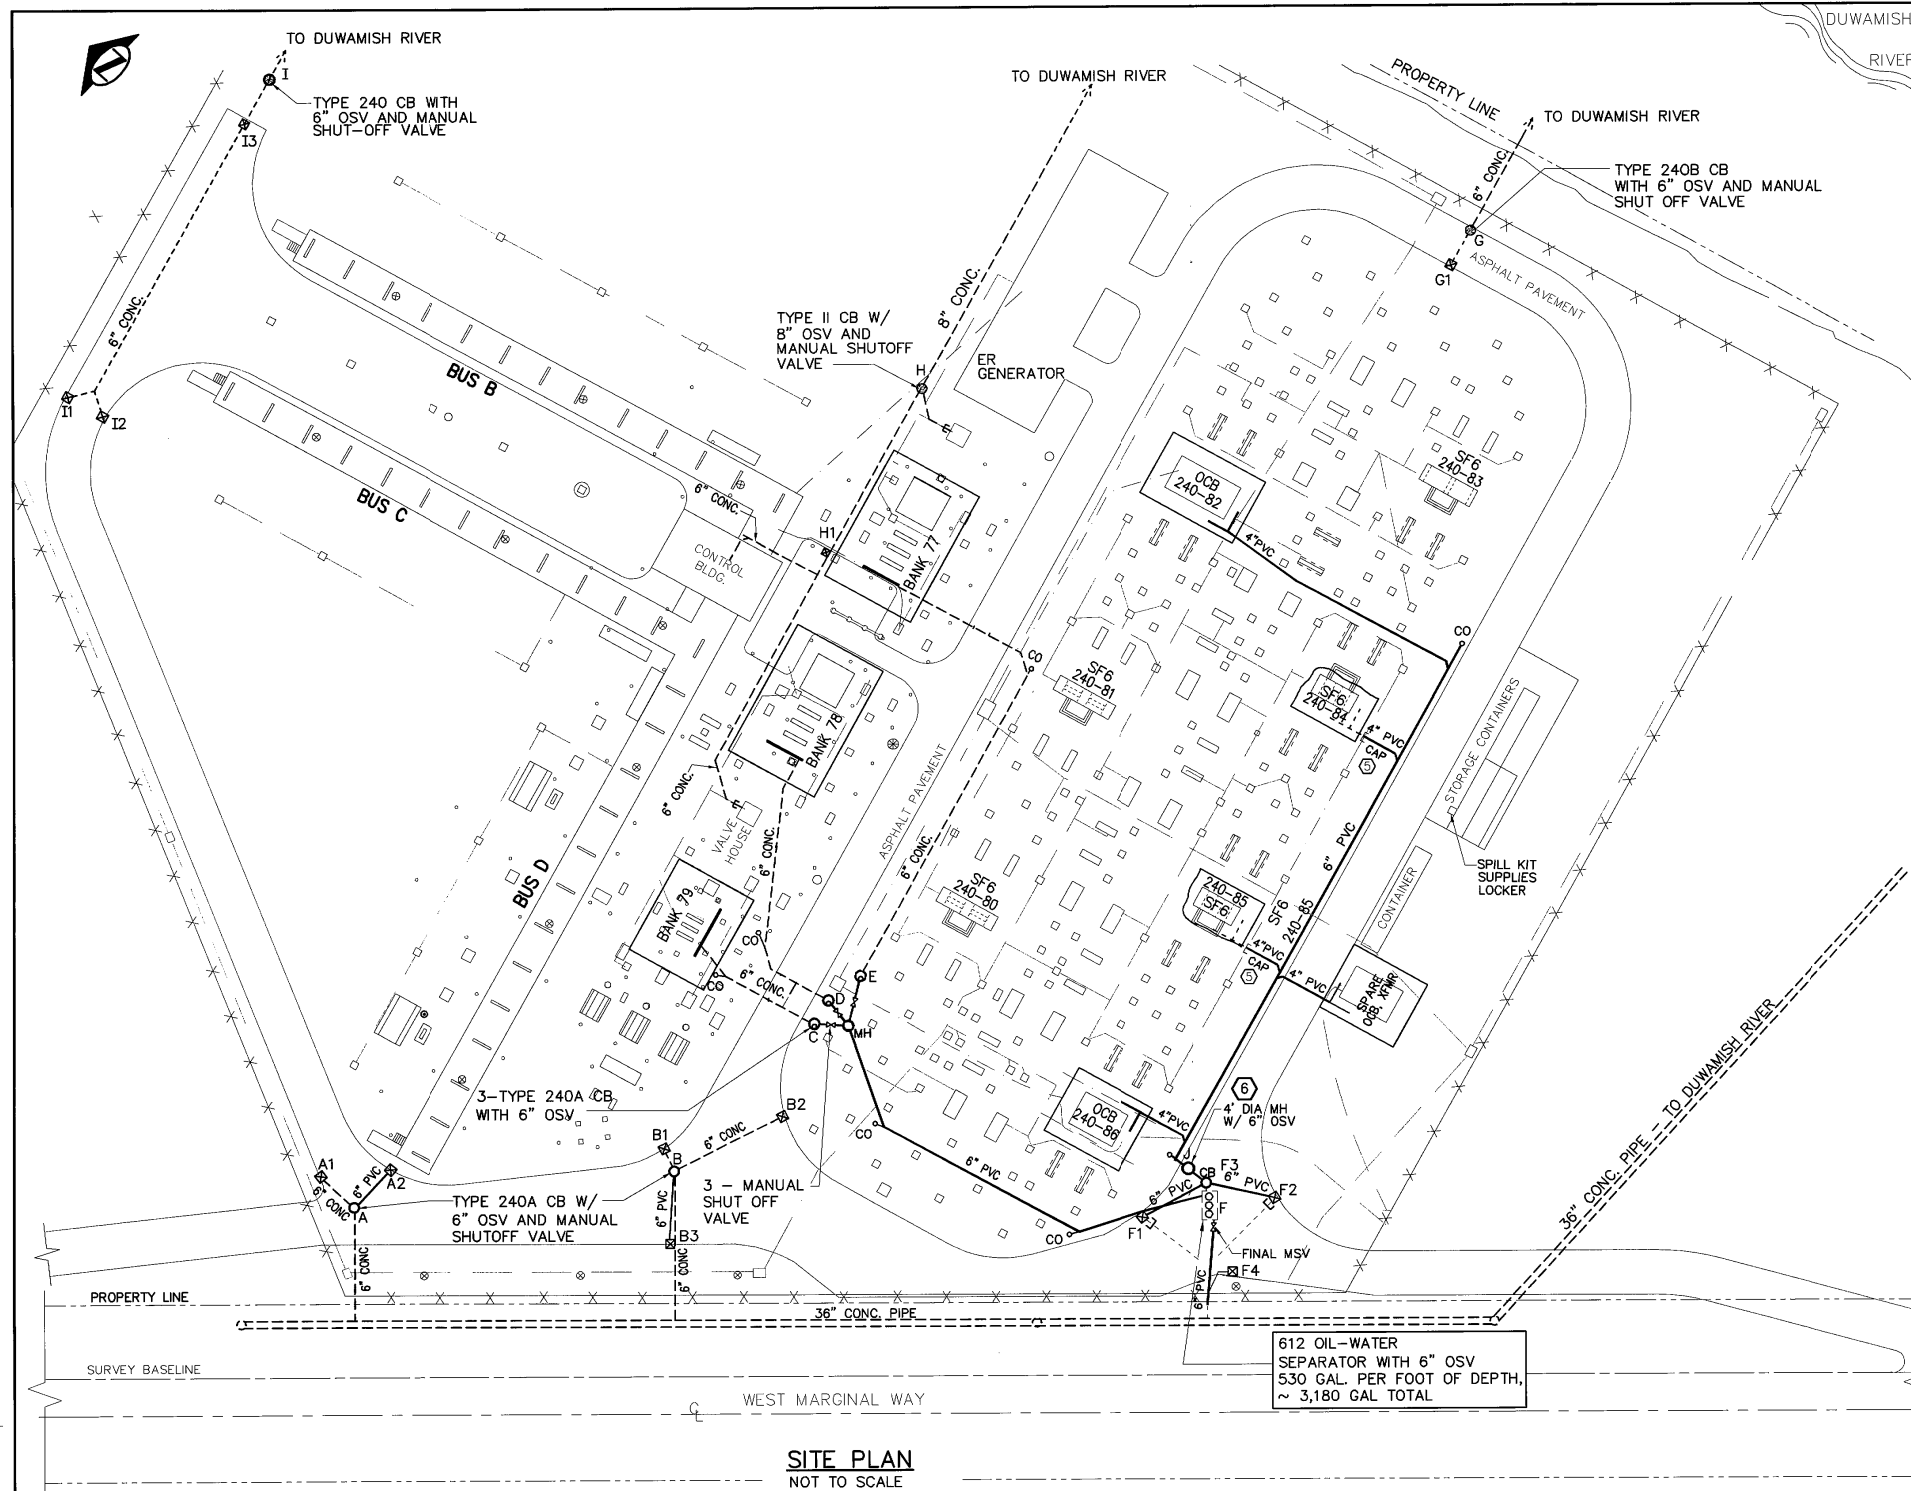 DUWAMISH
RIVER
TO DUWAMISH RIVER
I
TYPE 240 CB WITH
6" OSV AND MANUAL
SHUT-OFF VALVE
I3
6" CONC.
I1
I2
TO DUWAMISH RIVER
8" CONC.
PROPERTY LINE
TO DUWAMISH RIVER
6" CONC.
TYPE 240B CB
WITH 6" OSV AND MANUAL
SHUT OFF VALVE
G
G1
ASPHALT PAVEMENT
TYPE II CB W/
8" OSV AND
MANUAL SHUTOFF
VALVE
H
ER
GENERATOR
BUS B
BUS C
6" CONC.
H1
CONTROL
BLDG.
BANK 77
OCB
240-82
4"PVC
SF6
240-83
CO
CO
SF6
240-81
SF6
240-84
4" PVC
CAP
5
STORAGE CONTAINERS
BANK 78
6" CONC.
VALVE
HOUSE
6" CONC.
ASPHALT PAVEMENT
6" CONC.
6" PVC
SPILL KIT
SUPPLIES
LOCKER
CONTAINER
BUS D
BANK 79
SF6
240-80
240-85
SF6
SF6
240-85
4"PVC
CAP
5
4" PVC
SPARE
OCB, XFMR
CO
CO
6" CONC.
D
E
C
MH
36" CONC. PIPE - TO DUWAMISH RIVER
3-TYPE 240A CB
WITH 6" OSV
B2
6" CONC
B1
B
CO
OCB
240-86
4"PVC
6
4' DIA MH
W/ 6" OSV
J
F3
CB
6" PVC
F2
A1
6" PVC
A2
6" CONC
A
TYPE 240A CB W/
6" OSV AND MANUAL
SHUTOFF VALVE
6" PVC
B3
3 - MANUAL
SHUT OFF
VALVE
6" PVC
6" PVC
F
F1
CO
FINAL MSV
F4
6" CONC
6" CONC
6" PVC
PROPERTY LINE
36" CONC. PIPE
612 OIL-WATER
SEPARATOR WITH 6" OSV
530 GAL. PER FOOT OF DEPTH,
~ 3,180 GAL TOTAL
SURVEY BASELINE
WEST MARGINAL WAY
SITE PLAN
NOT TO SCALE